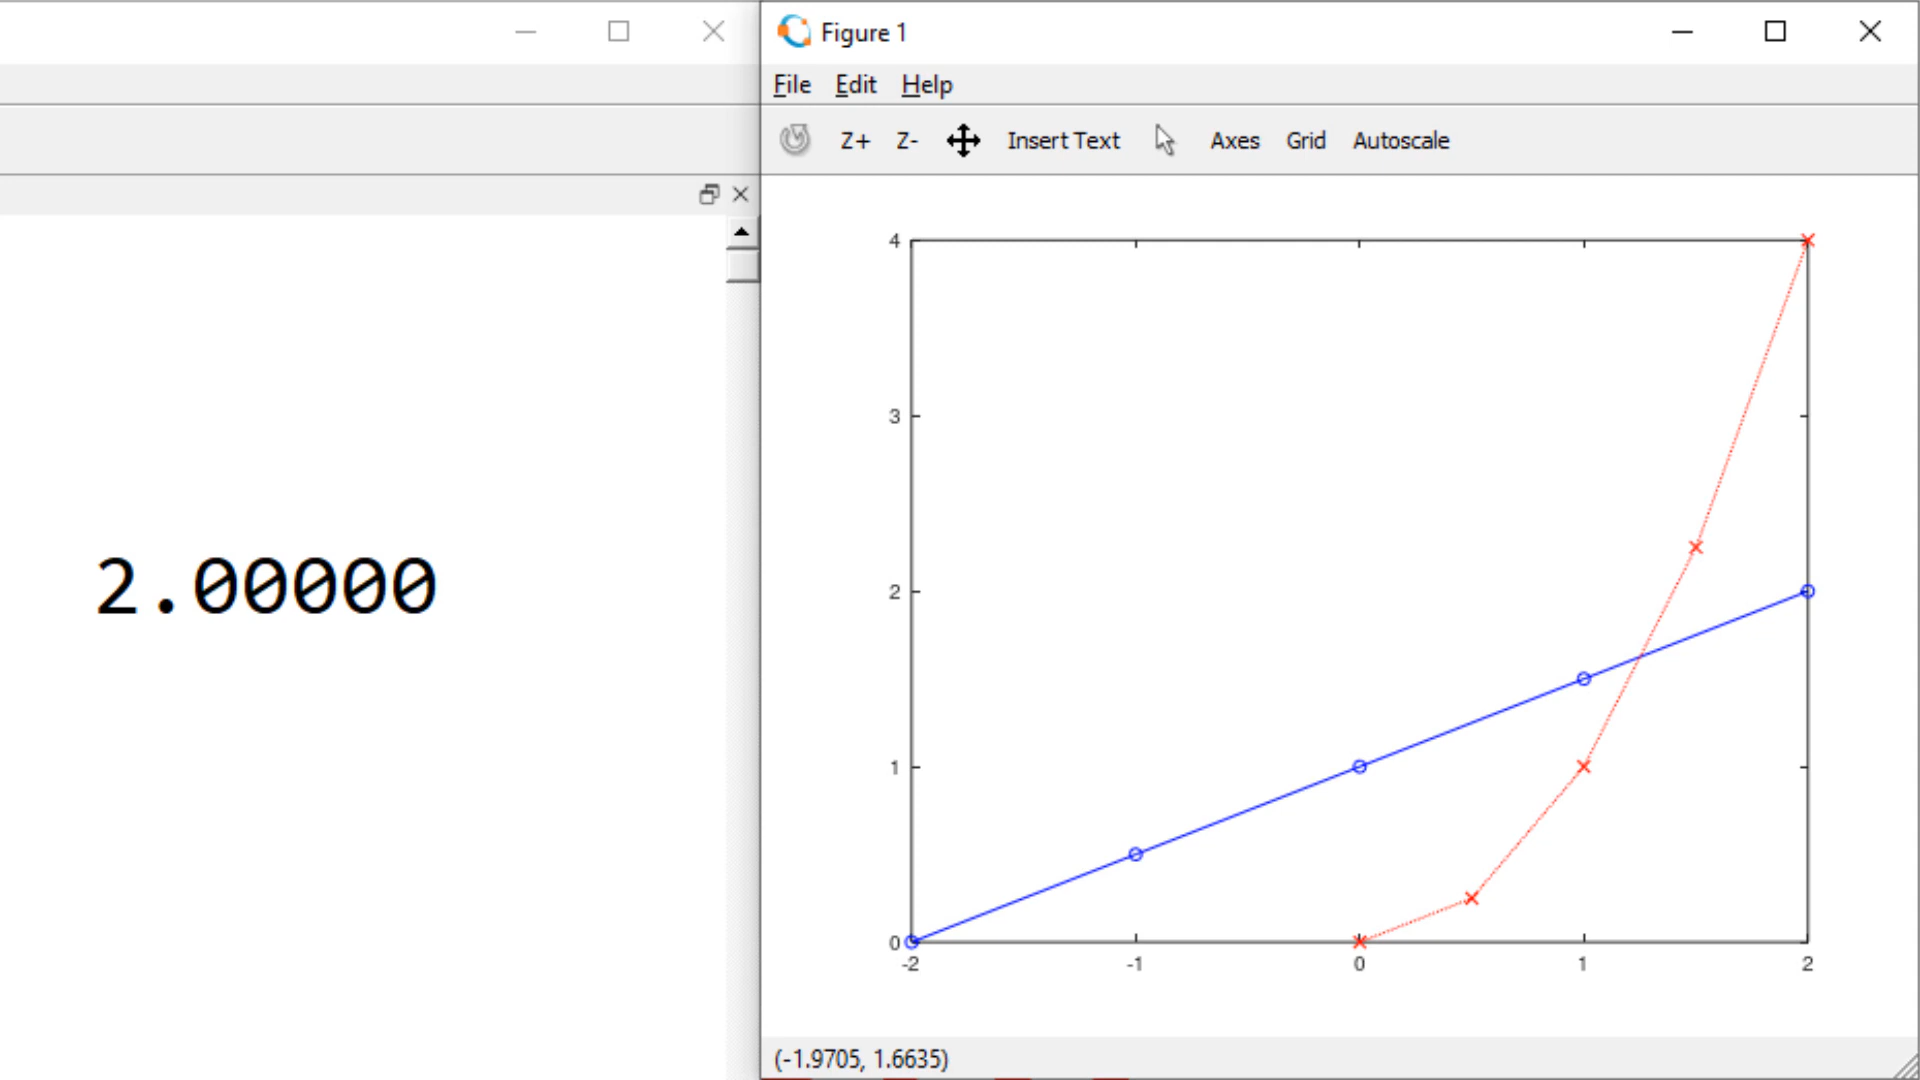 Figure 1
File Edit Help
Z+ Z- Insert Text Axes Grid Autoscale
2.00000
4
3
2
1
0
-2 -1 0 1 2
(-1.9705, 1.6635)